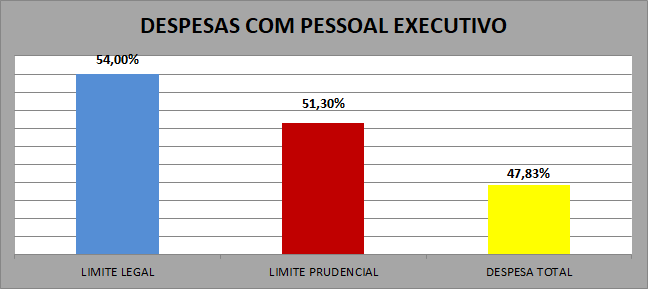 DESPESAS COM PESSOAL EXECUTIVO
54,00%
51,30%
47,83%
LIMITE LEGAL
LIMITE PRUDENCIAL
DESPESA TOTAL